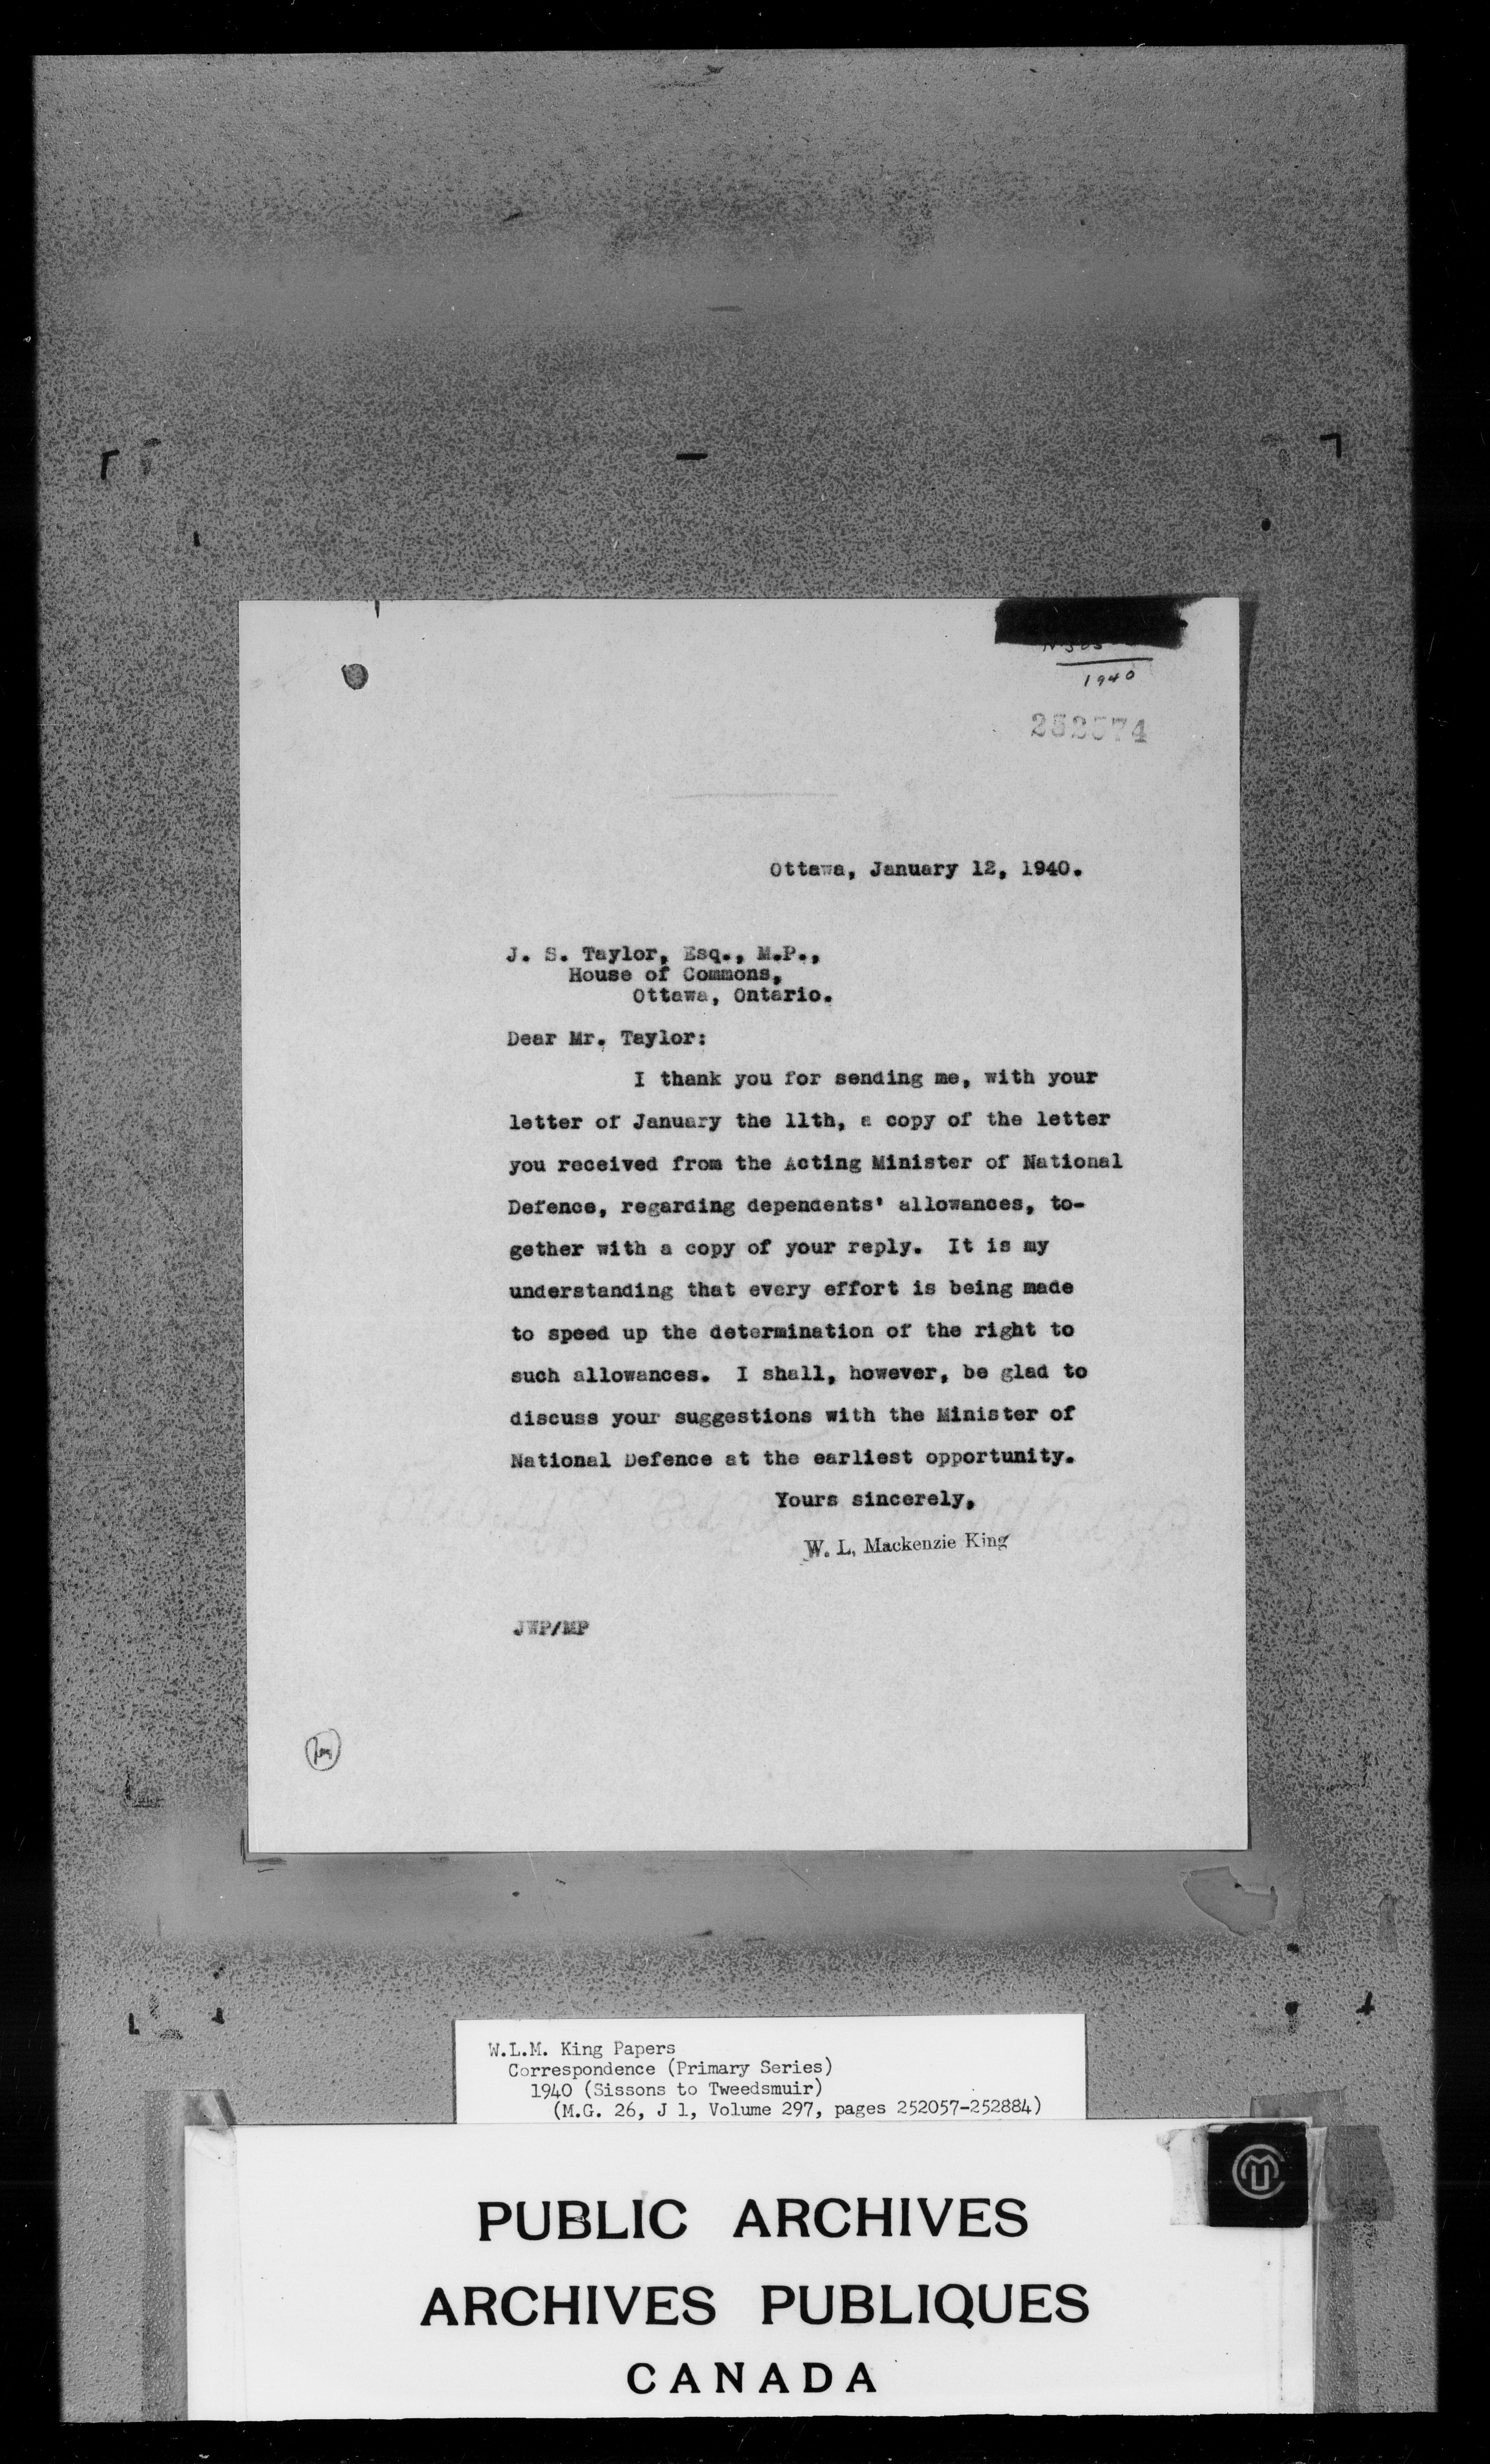 1940
252574
Ottawa, January 12, 1940.
J. S. Taylor, Esq., M.P.,
House of Commons,
Ottawa, Ontario.
Dear Mr. Taylor:
I thank you for sending me, with your
letter of January the 11th, a copy of the letter
you received from the Acting Minister of National
Defence, regarding dependents' allowances, to-
gether with a copy of your reply. It is my
understanding that every effort is being made
to speed up the determination of the right to
such allowances. I shall, however, be glad to
discuss your suggestions with the Minister of
National Defence at the earliest opportunity.
Yours sincerely,
W. L. Mackenzie King
JWP/MP
W.L.M. King Papers
Correspondence (Primary Series)
1940 (Sissons to Tweedsmuir)
(M.G. 26, J 1, Volume 297, pages 252057-252884)
PUBLIC ARCHIVES
ARCHIVES PUBLIQUES
CANADA